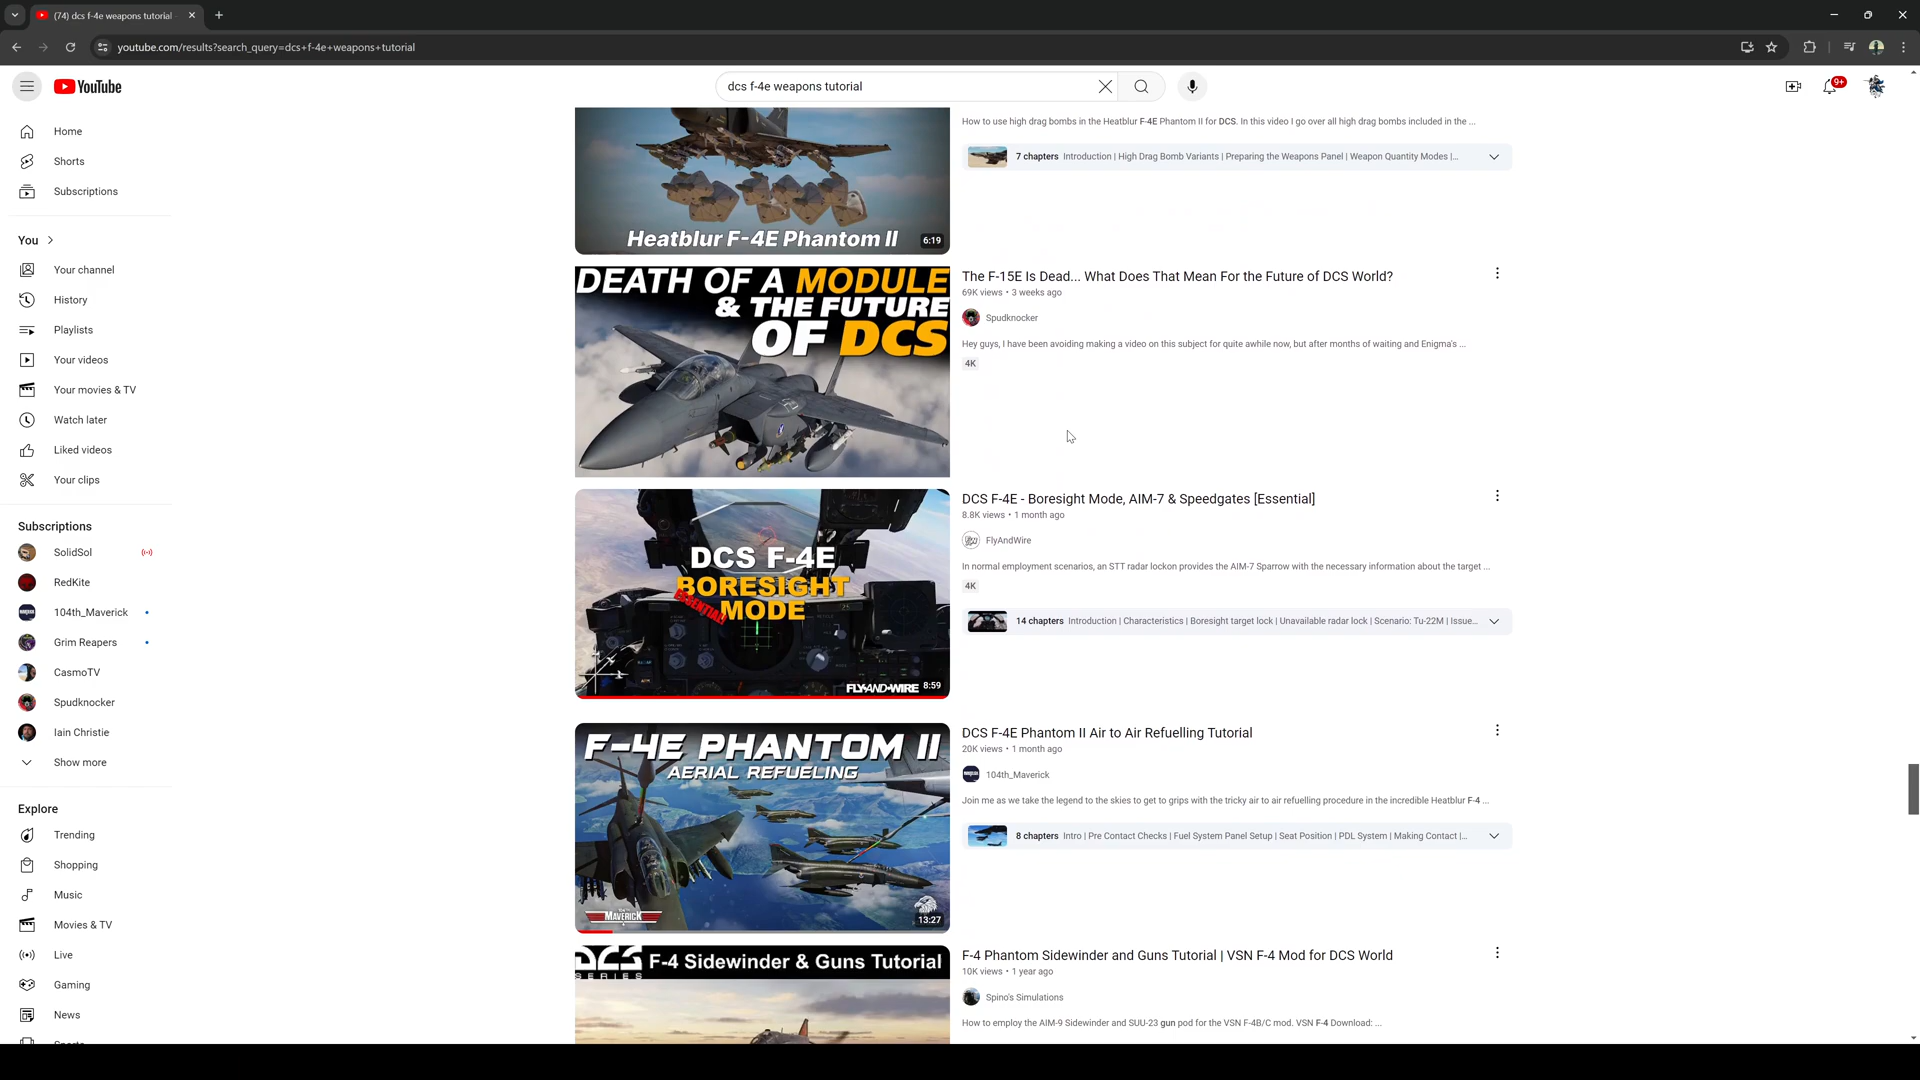 (74) dcs f-4e weapons tutorial
youtube.com/results?search_query=dcs+f-4e+weapons+tutorial
YouTube
dcs f-4e weapons tutorial
9+
Home
Shorts
Subscriptions
You
Your channel
History
Playlists
Your videos
Your movies & TV
Watch later
Liked videos
Your clips
Subscriptions
SolidSol
RedKite
104th_Maverick
Grim Reapers
CasmoTV
Spudknocker
Iain Christie
Show more
Explore
Trending
Shopping
Music
Movies & TV
Live
Gaming
News
Sports
Heatblur F-4E Phantom II
6:19
How to use high drag bombs in the Heatblur F-4E Phantom II for DCS. In this video I go over all high drag bombs included in the ...
7 chapters Introduction | High Drag Bomb Variants | Preparing the Weapons Panel | Weapon Quantity Modes |...
DEATH OF A MODULE
& THE FUTURE
OF DCS
The F-15E Is Dead... What Does That Mean For the Future of DCS World?
69K views • 3 weeks ago
Spudknocker
Hey guys, I have been avoiding making a video on this subject for quite awhile now, but after months of waiting and Enigma's ...
4K
DCS F-4E
BORESIGHT
ESSENTIAL
MODE
FLY-AND-WIRE
8:59
DCS F-4E - Boresight Mode, AIM-7 & Speedgates [Essential]
8.8K views • 1 month ago
FlyAndWire
In normal employment scenarios, an STT radar lockon provides the AIM-7 Sparrow with the necessary information about the target ...
4K
14 chapters Introduction | Characteristics | Boresight target lock | Unavailable radar lock | Scenario: Tu-22M | Issue...
F-4E PHANTOM II
AERIAL REFUELING
MAVERICK
13:27
DCS F-4E Phantom II Air to Air Refuelling Tutorial
20K views • 1 month ago
104th_Maverick
Join me as we take the legend to the skies to get to grips with the tricky air to air refuelling procedure in the incredible Heatblur F-4 ...
8 chapters Intro | Pre Contact Checks | Fuel System Panel Setup | Seat Position | PDL System | Making Contact |...
DCS
SERIES
F-4 Sidewinder & Guns Tutorial
F-4 Phantom Sidewinder and Guns Tutorial | VSN F-4 Mod for DCS World
10K views • 1 year ago
Spino's Simulations
How to employ the AIM-9 Sidewinder and SUU-23 gun pod for the VSN F-4B/C mod. VSN F-4 Download: ...